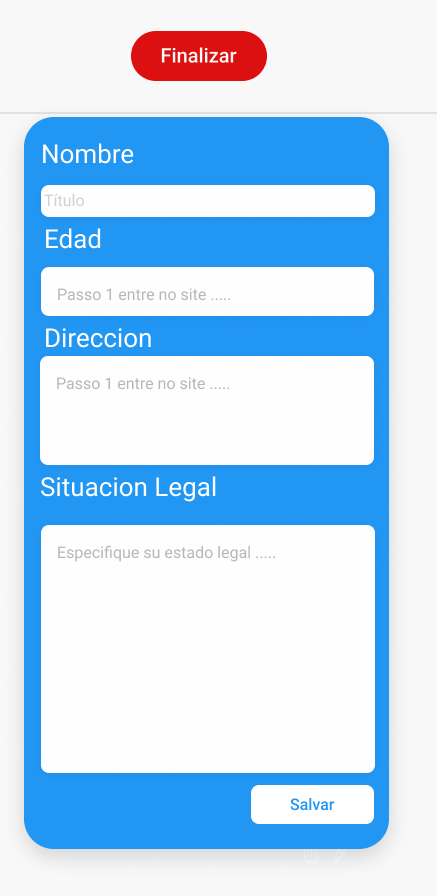 Finalizar
Nombre
Título
Edad
Passo 1 entre no site .....
Direccion
Passo 1 entre no site .....
Situacion Legal
Especifique su estado legal .....
Salvar